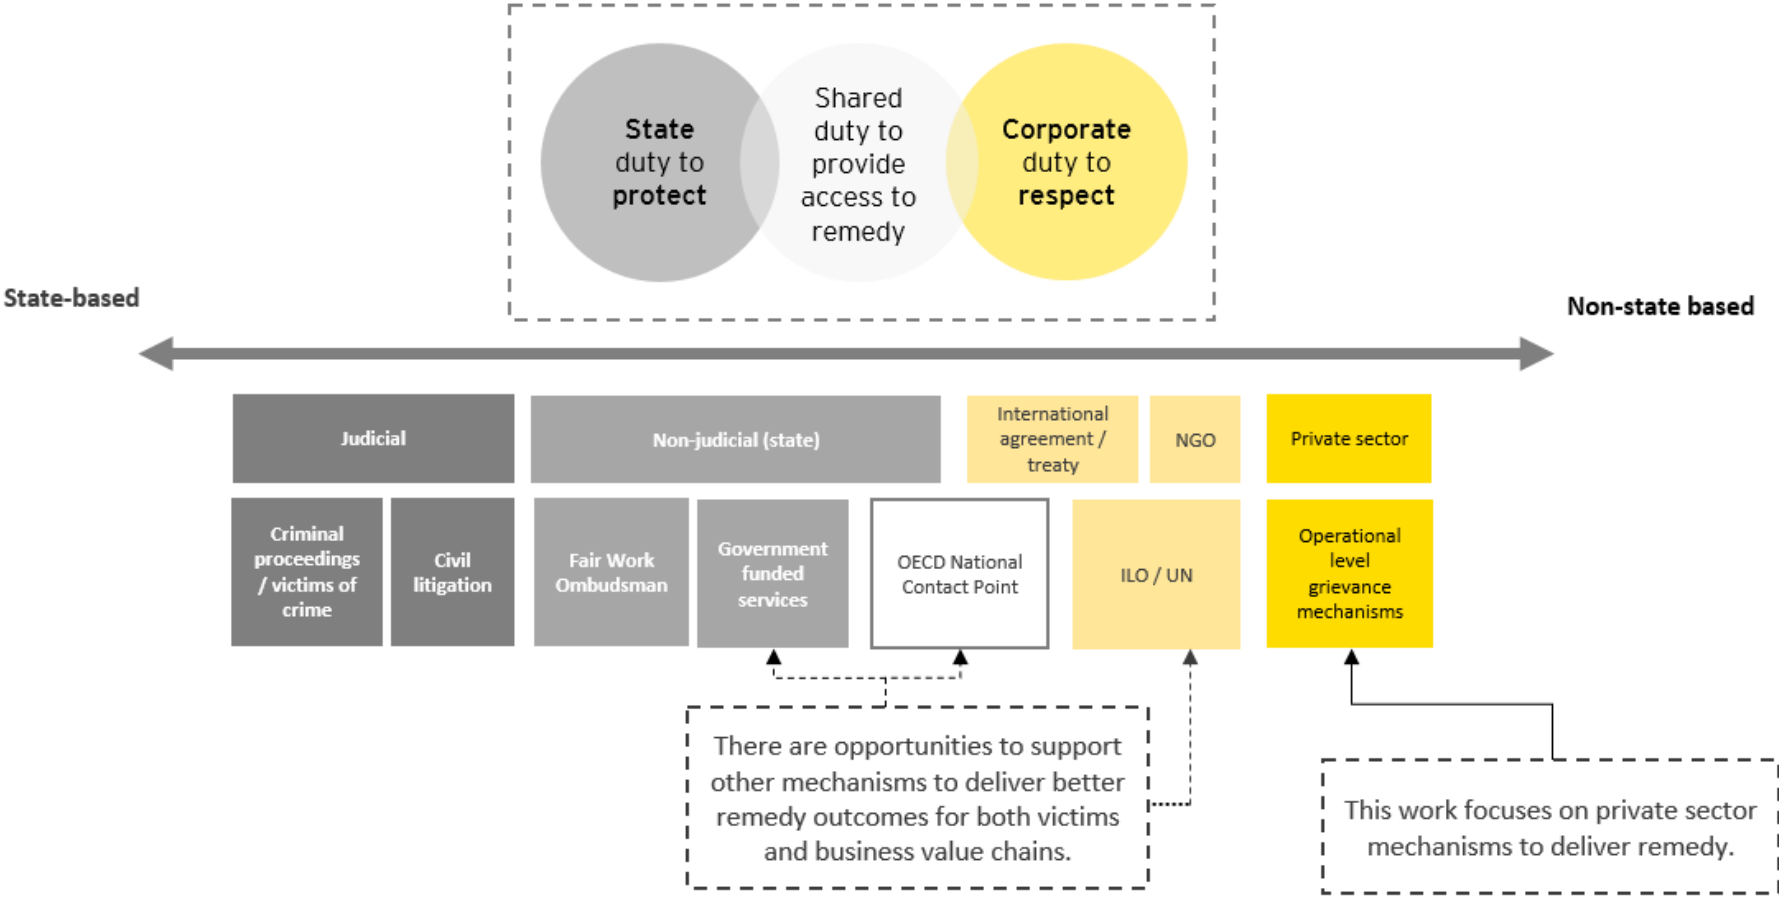 State
duty to
protect
Shared
duty to
provide
access to
remedy
Corporate
duty to
respect
State-based
Non-state based
Judicial
Non-judicial (state)
International
agreement /
treaty
NGO
Private sector
Criminal
proceedings
/ victims of
crime
Civil
litigation
Fair Work
Ombudsman
Government
funded
services
OECD National
Contact Point
ILO / UN
Operational
level
grievance
mechanisms
There are opportunities to support
other mechanisms to deliver better
remedy outcomes for both victims
and business value chains.
This work focuses on private sector
mechanisms to deliver remedy.